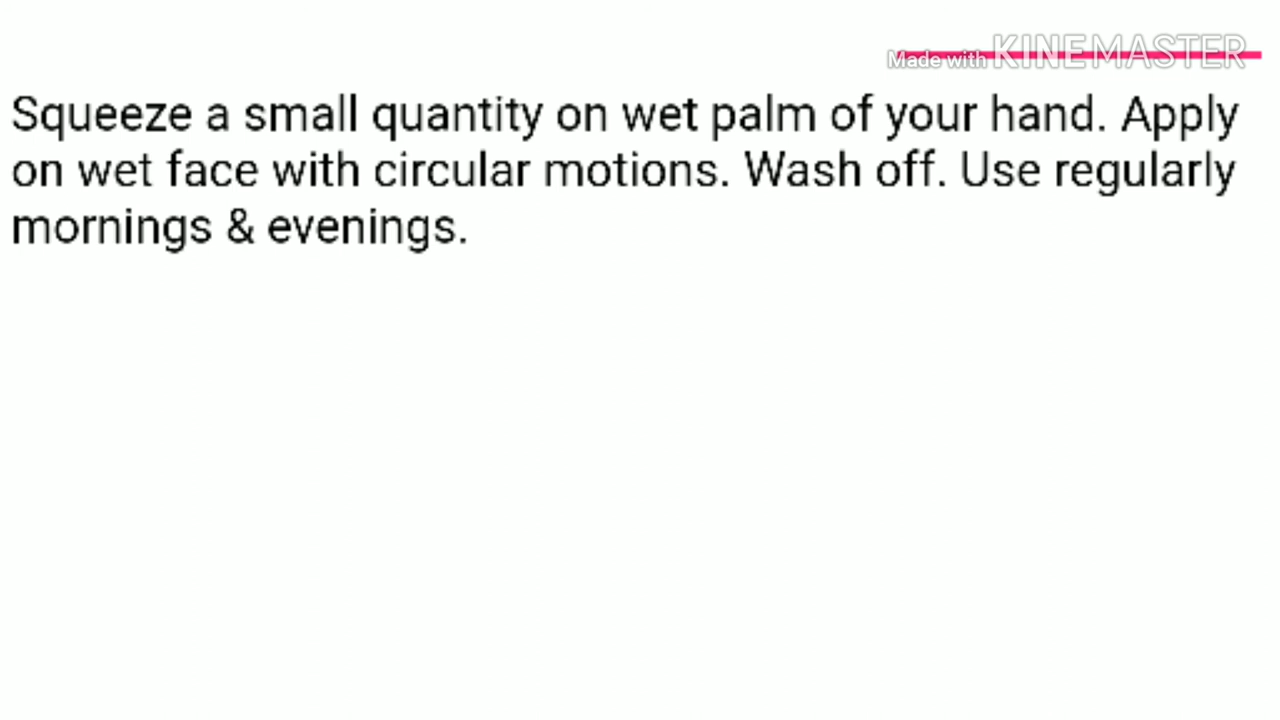 Made with KINEMASTER
Squeeze a small quantity on wet palm of your hand. Apply
on wet face with circular motions. Wash off. Use regularly
mornings & evenings.